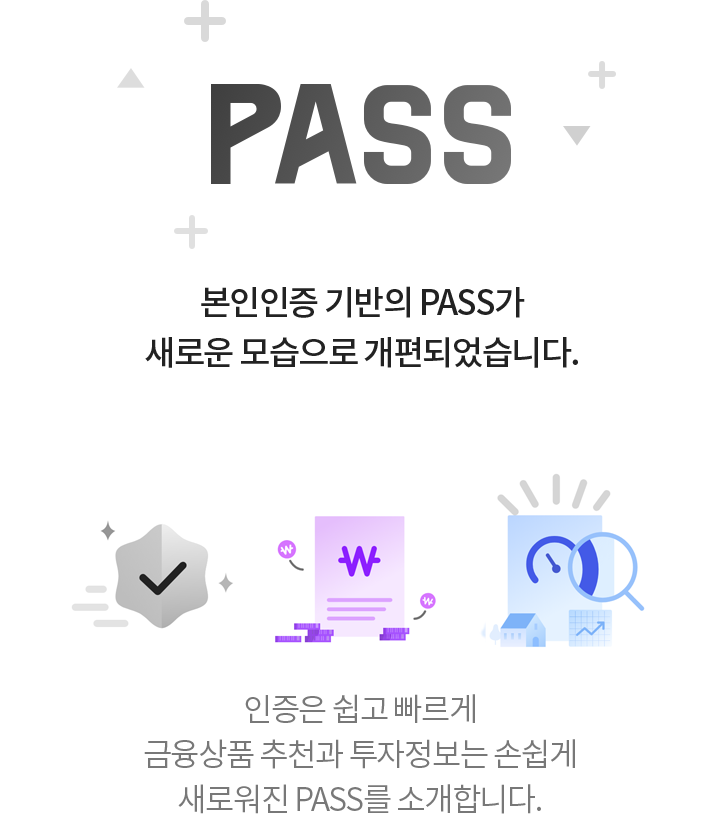 PASS
본인인증 기반의 PASS가
새로운 모습으로 개편되었습니다.
인증은 쉽고 빠르게
금융상품 추천과 투자정보는 손쉽게
새로워진 PASS를 소개합니다.